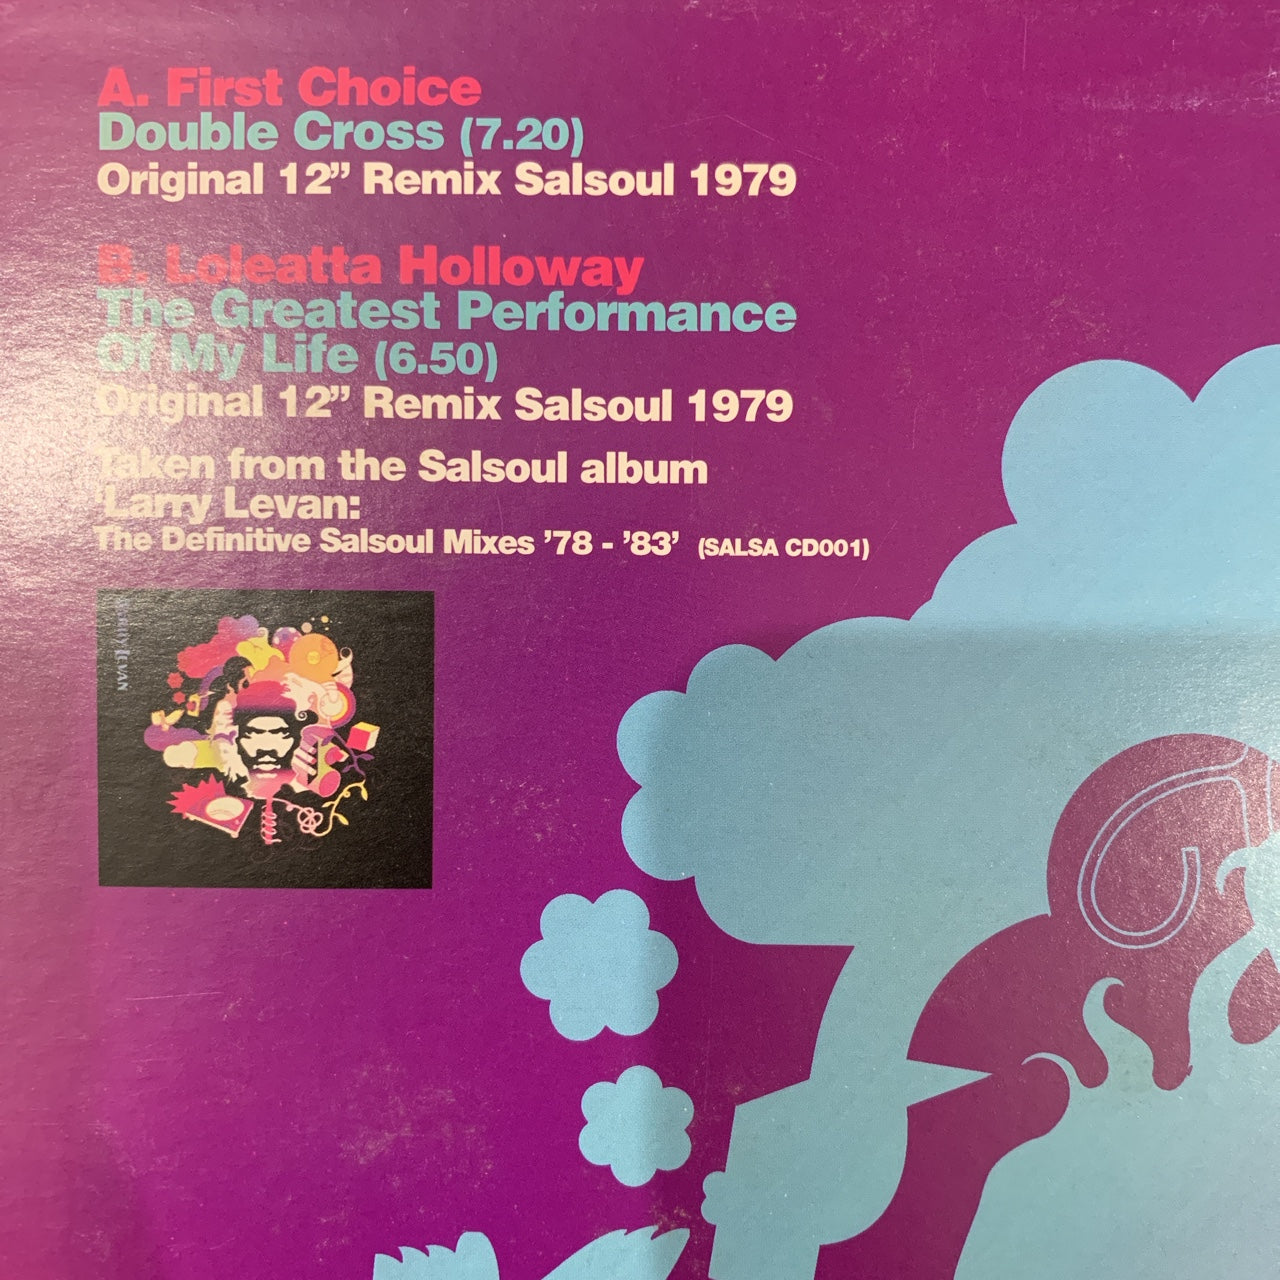 A. First Choice
Double Cross (7.20)
Original 12” Remix Salsoul 1979
B. Loleatta Holloway
The Greatest Performance
Of My Life (6.50)
Original 12” Remix Salsoul 1979
Taken from the Salsoul album
‘Larry Levan:
The Definitive Salsoul Mixes ’78 - ’83’ (SALSA CD001)
larry levan